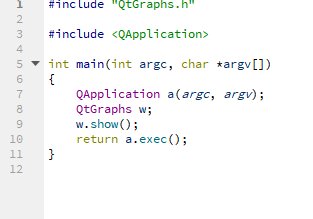 1 #include "QtGraphs.h"
2
3 #include <QApplication>
4
5 int main(int argc, char *argv[])
6 {
7     QApplication a(argc, argv);
8     QtGraphs w;
9     w.show();
10     return a.exec();
11 }
12